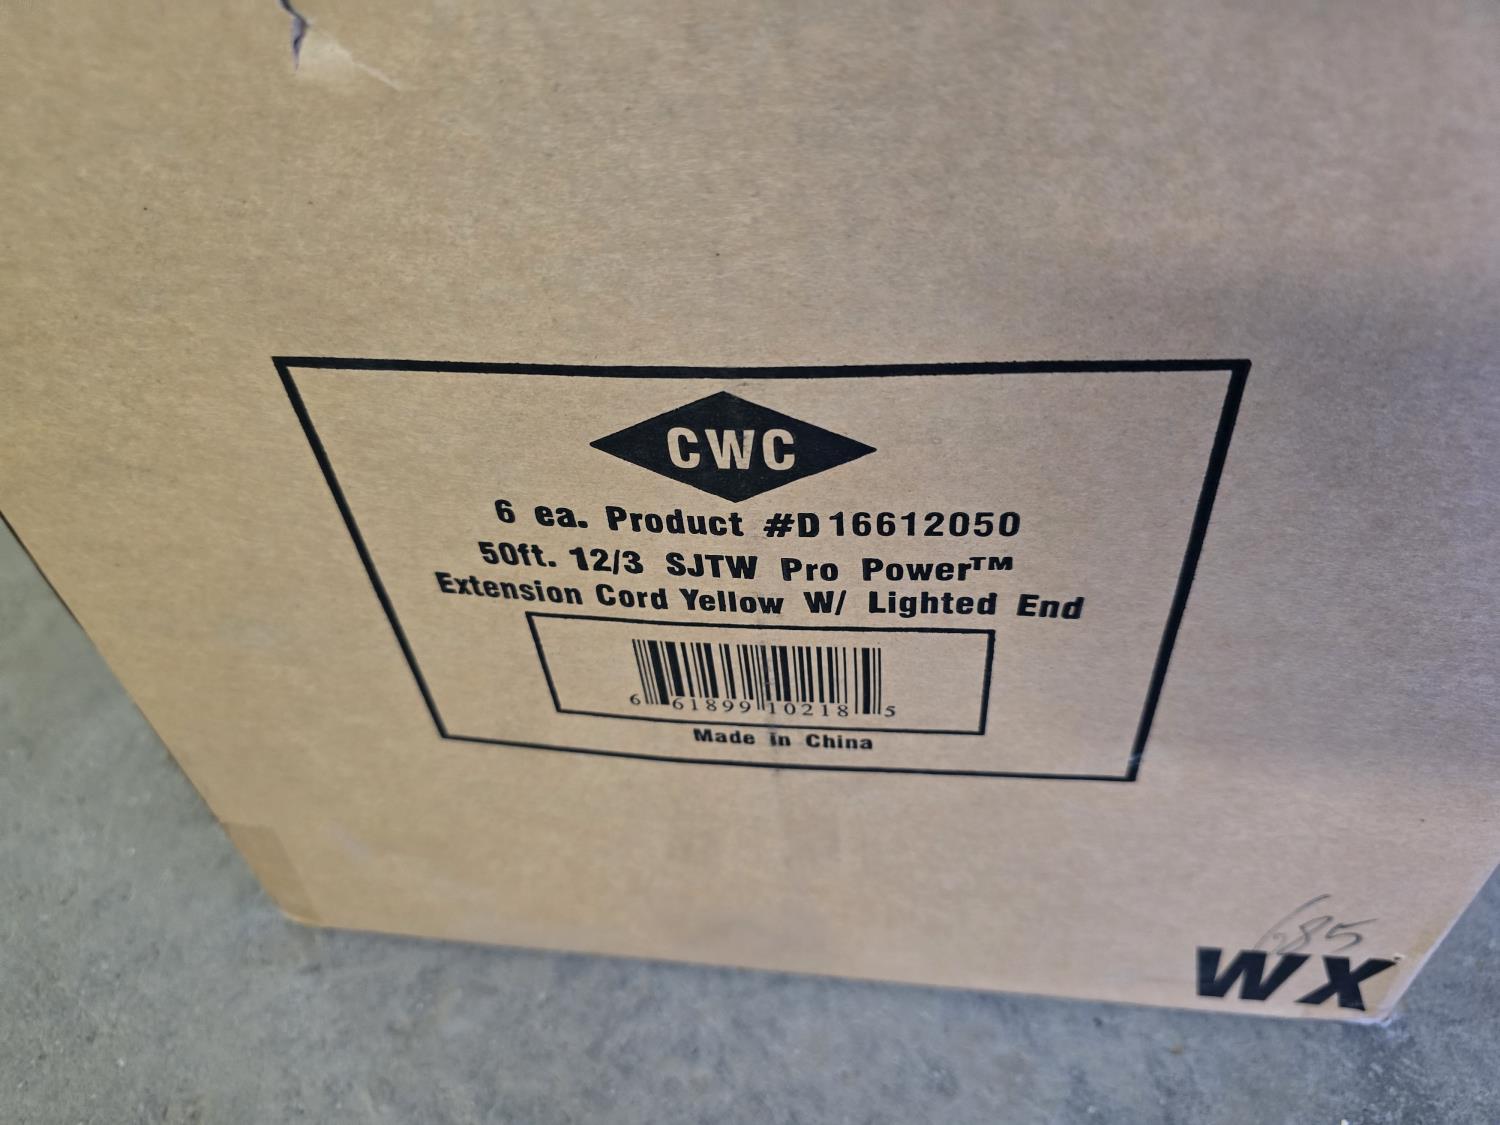 CWC
6 ea. Product #D16612050
50ft. 12/3 SJTW Pro Power™
Extension Cord Yellow W/ Lighted End
6 61899 10218 5
Made in China
685
WX